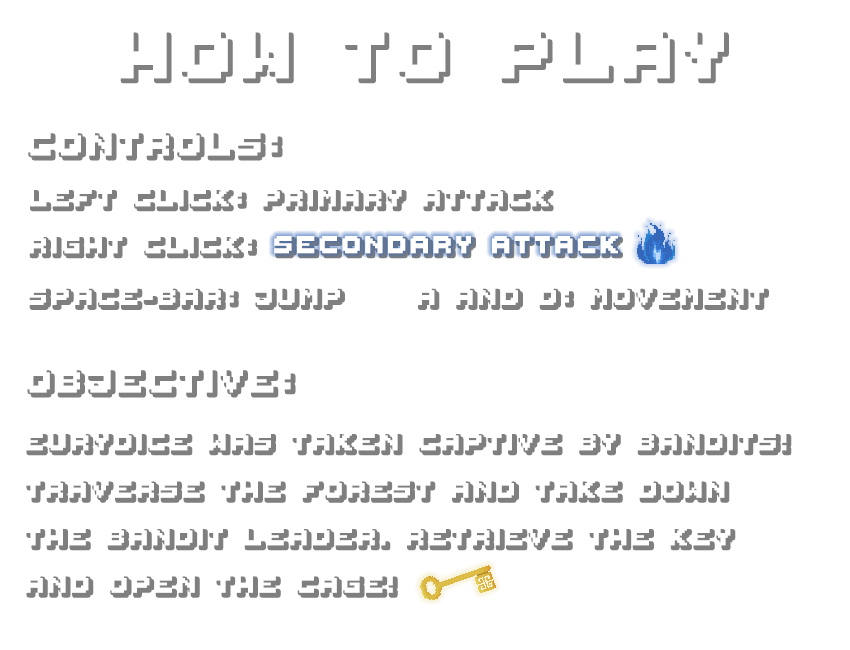 HOW TO PLAY
CONTROLS:
LEFT CLICK: PRIMARY ATTACK
RIGHT CLICK: SECONDARY ATTACK
SPACE-BAR: JUMP A AND D: MOVEMENT
OBJECTIVE:
EURYDICE WAS TAKEN CAPTIVE BY BANDITS!
TRAVERSE THE FOREST AND TAKE DOWN
THE BANDIT LEADER. RETRIEVE THE KEY
AND OPEN THE CAGE!